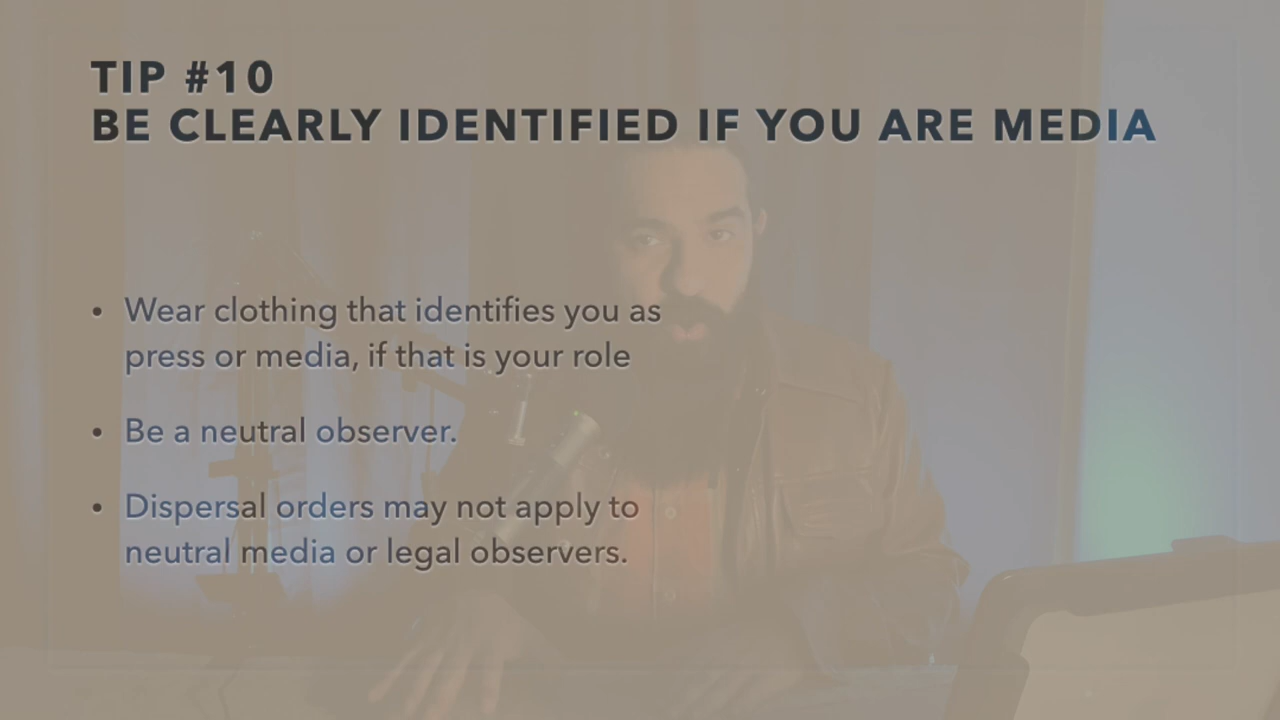 TIP #10
BE CLEARLY IDENTIFIED IF YOU ARE MEDIA
• Wear clothing that identifies you as
press or media, if that is your role
• Be a neutral observer.
• Dispersal orders may not apply to
neutral media or legal observers.